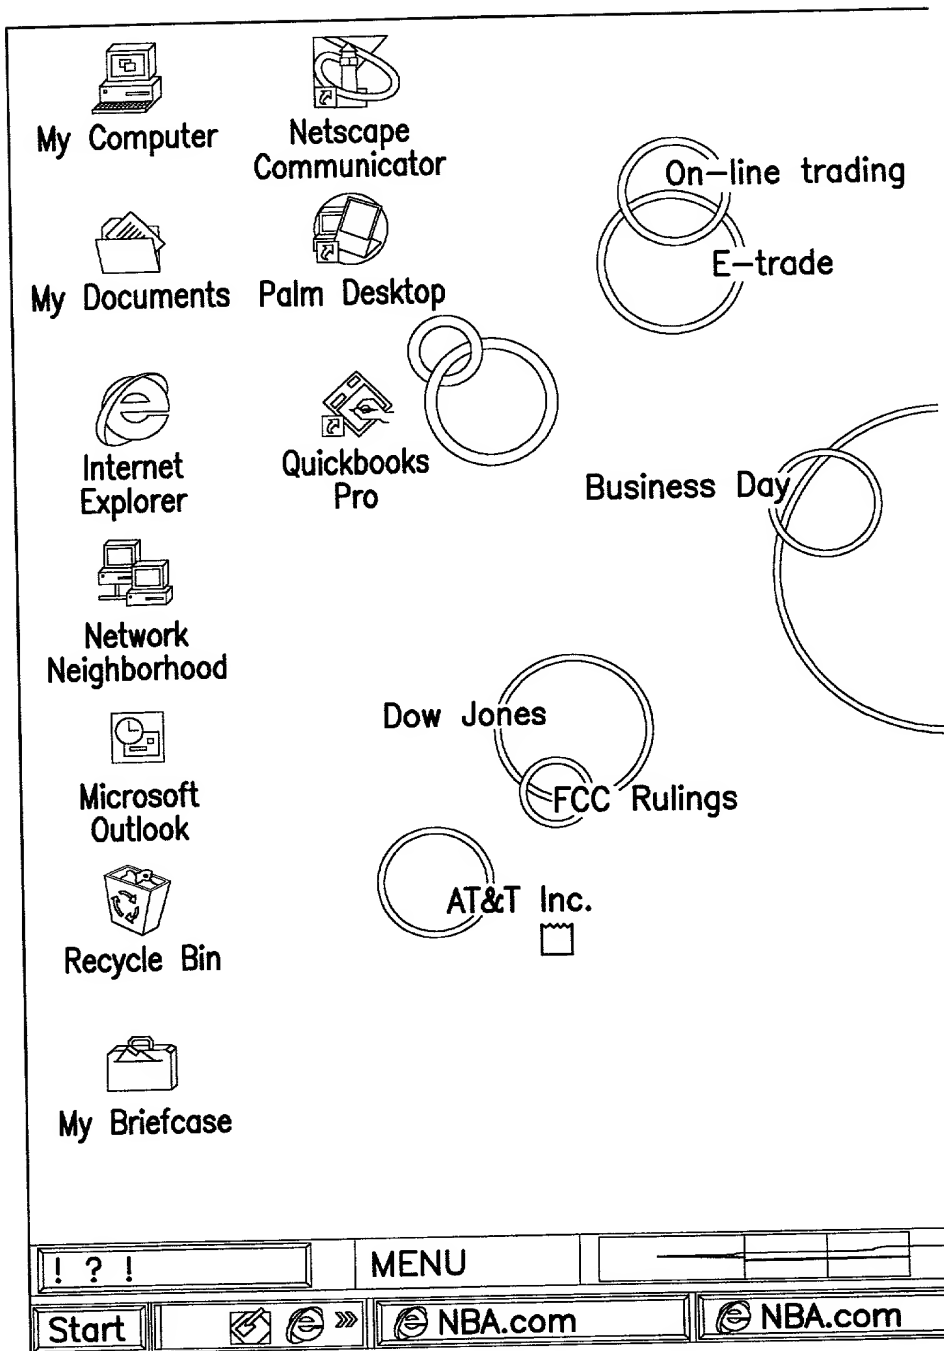 My Computer
Netscape
Communicator
On-line trading
My Documents
Palm Desktop
E-trade
Internet
Explorer
Quickbooks
Pro
Business Day
Network
Neighborhood
Dow Jones
Microsoft
Outlook
FCC Rulings
AT&T Inc.
Recycle Bin
My Briefcase
! ? !
MENU
Start
»
NBA.com
NBA.com